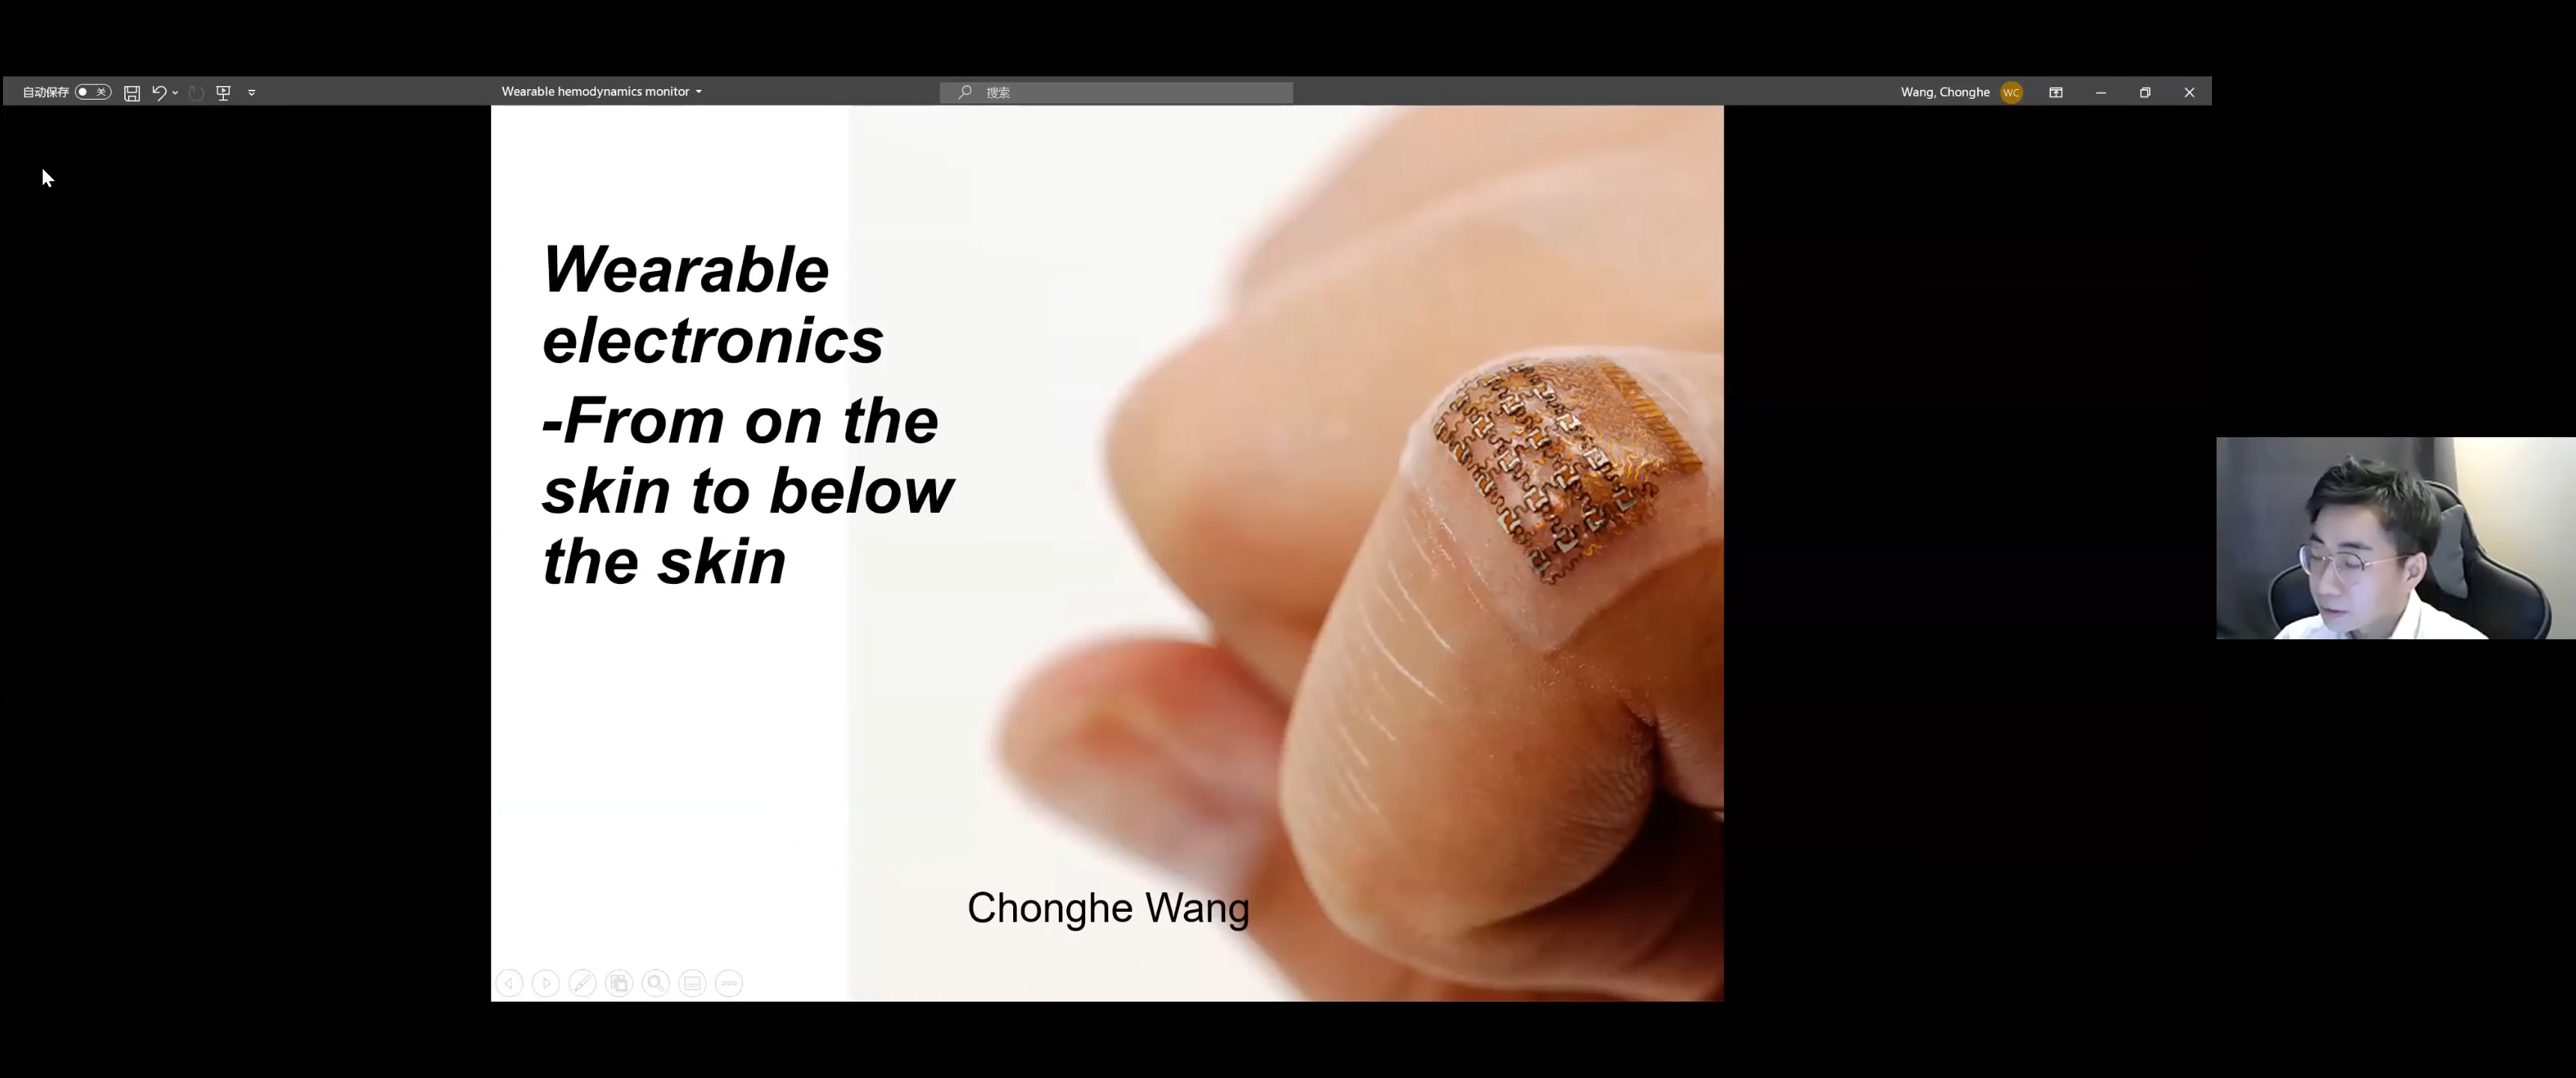 自动保存 关
Wearable hemodynamics monitor
搜索
Wang, Chonghe WC
Wearable
electronics
-From on the
skin to below
the skin
Chonghe Wang